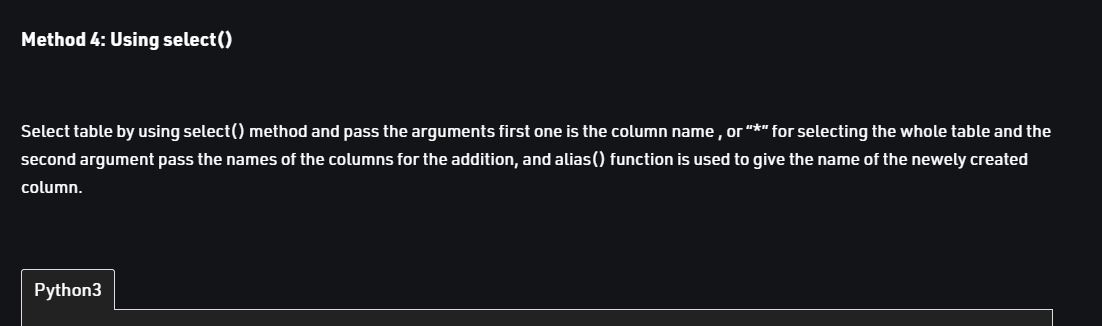 Method 4: Using select()
Select table by using select() method and pass the arguments first one is the column name , or “*” for selecting the whole table and the
second argument pass the names of the columns for the addition, and alias() function is used to give the name of the newely created
column.
Python3